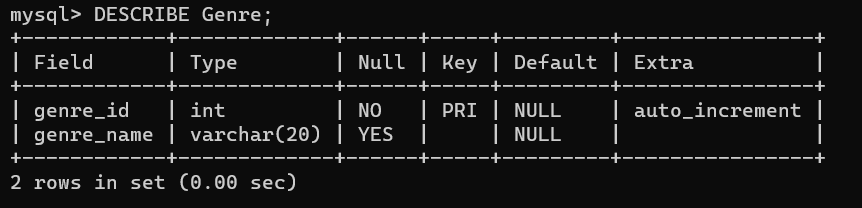 mysql> DESCRIBE Genre;
+------------+-------------+------+-----+---------+----------------+
| Field      | Type        | Null | Key | Default | Extra          |
+------------+-------------+------+-----+---------+----------------+
| genre_id   | int         | NO   | PRI | NULL    | auto_increment |
| genre_name | varchar(20) | YES  |     | NULL    |                |
+------------+-------------+------+-----+---------+----------------+
2 rows in set (0.00 sec)